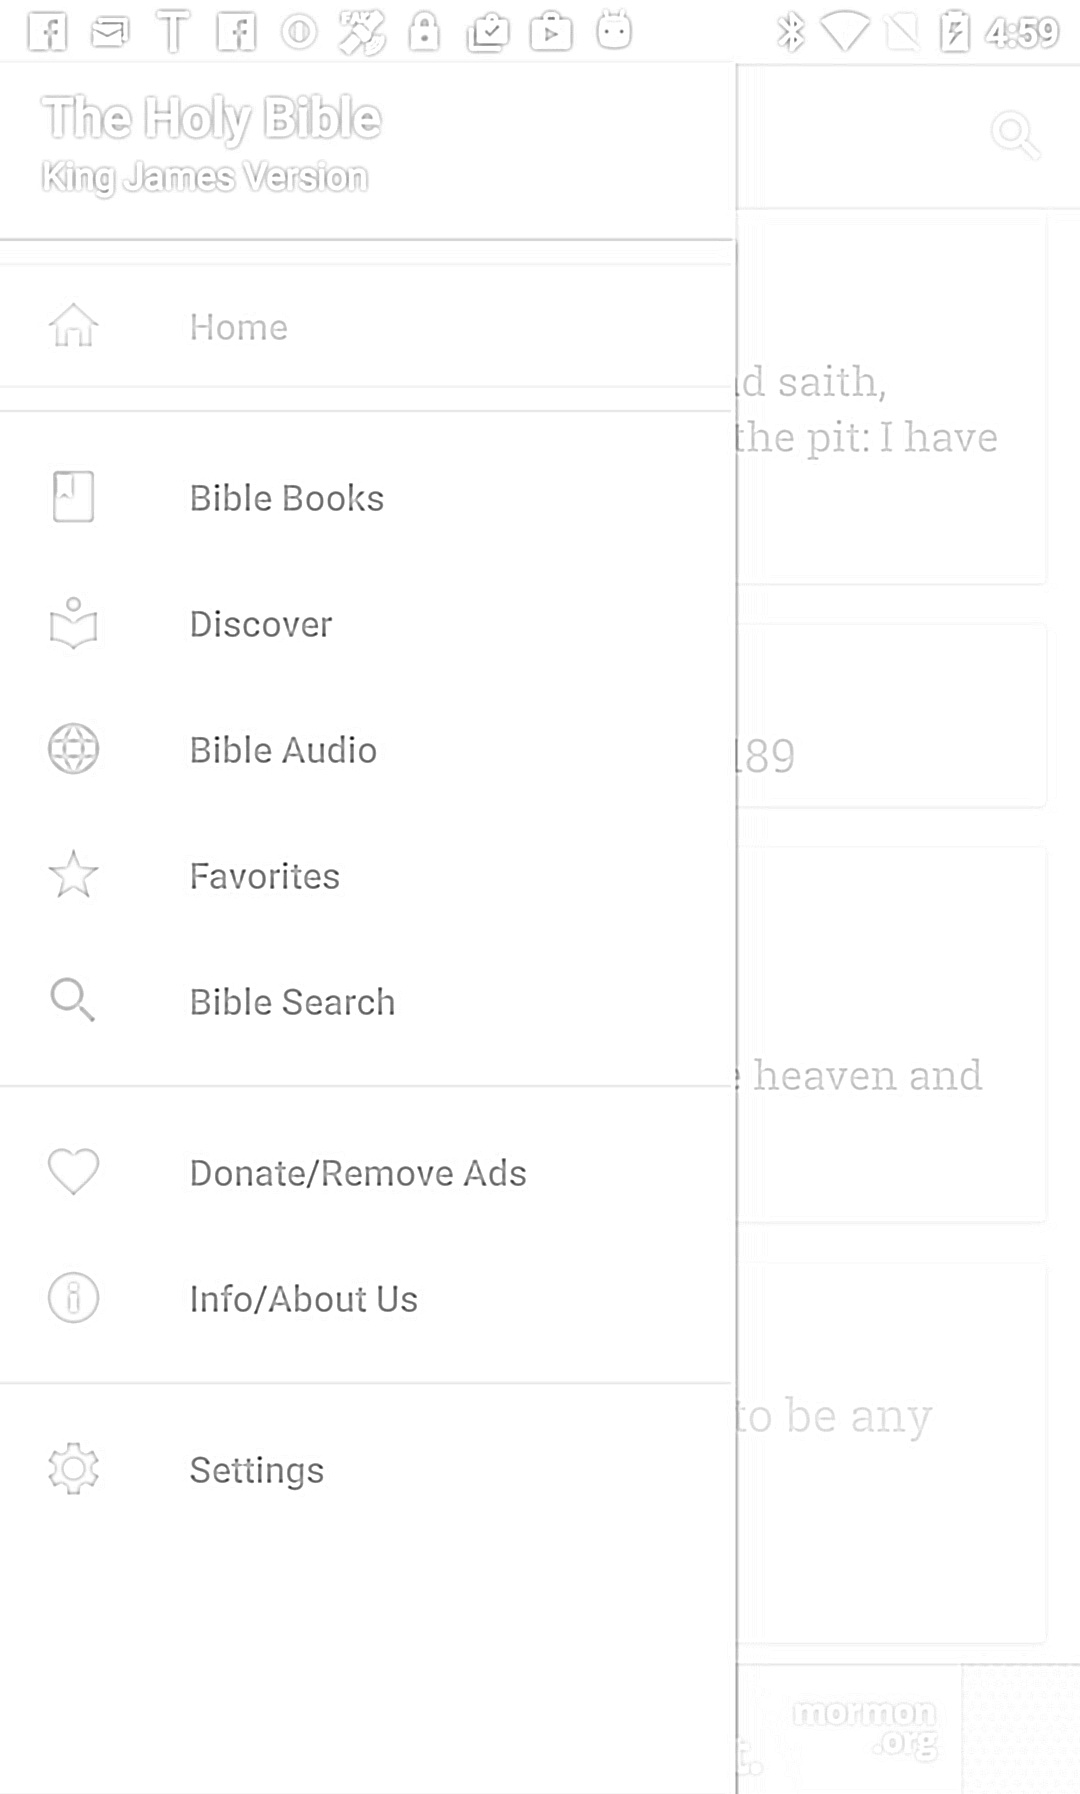 4:59
The Holy Bible
King James Version
Home
d saith,
the pit: I have
Bible Books
Discover
Bible Audio
189
Favorites
Bible Search
heaven and
Donate/Remove Ads
Info/About Us
to be any
Settings
mormon
.org
t.